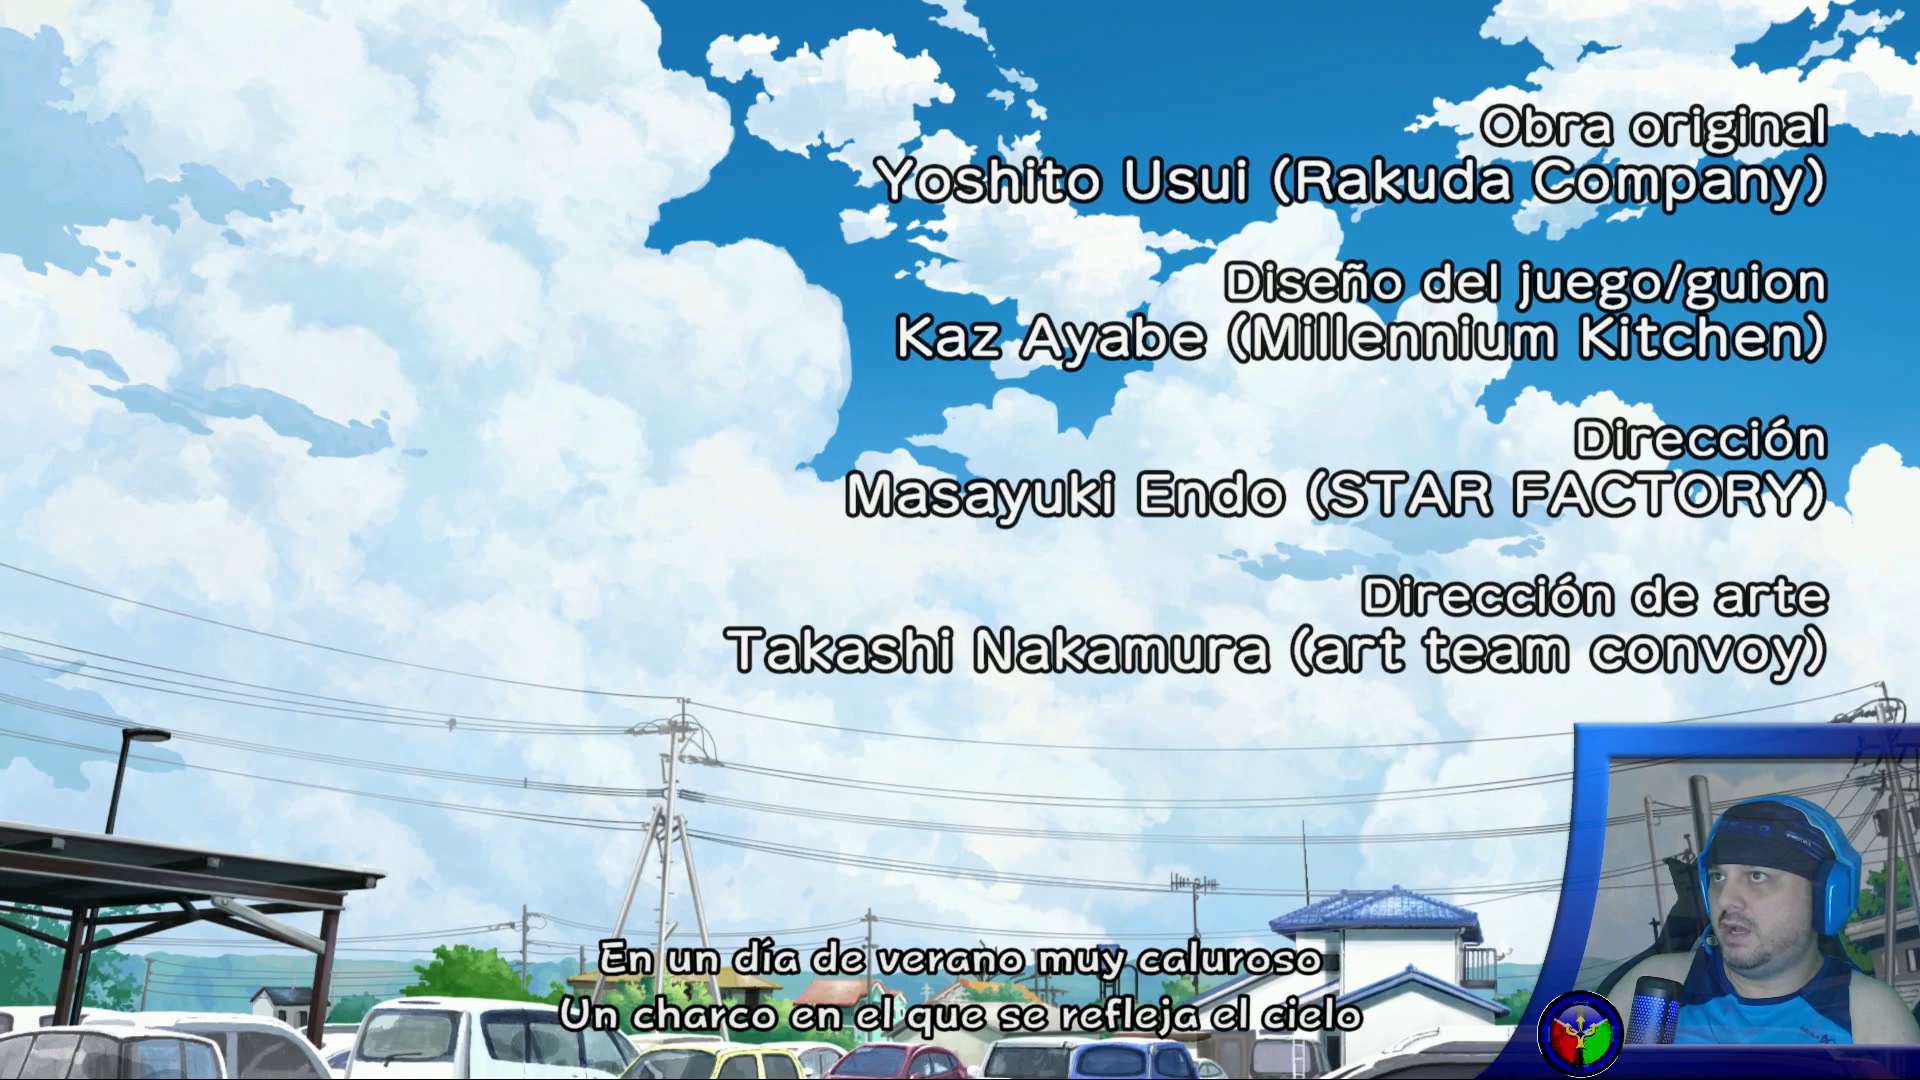 Obra original
Yoshito Usui (Rakuda Company)
Diseño del juego/guion
Kaz Ayabe (Millennium Kitchen)
Dirección
Masayuki Endo (STAR FACTORY)
Dirección de arte
Takashi Nakamura (art team convoy)
En un día de verano muy caluroso
Un charco en el que se refleja el cielo